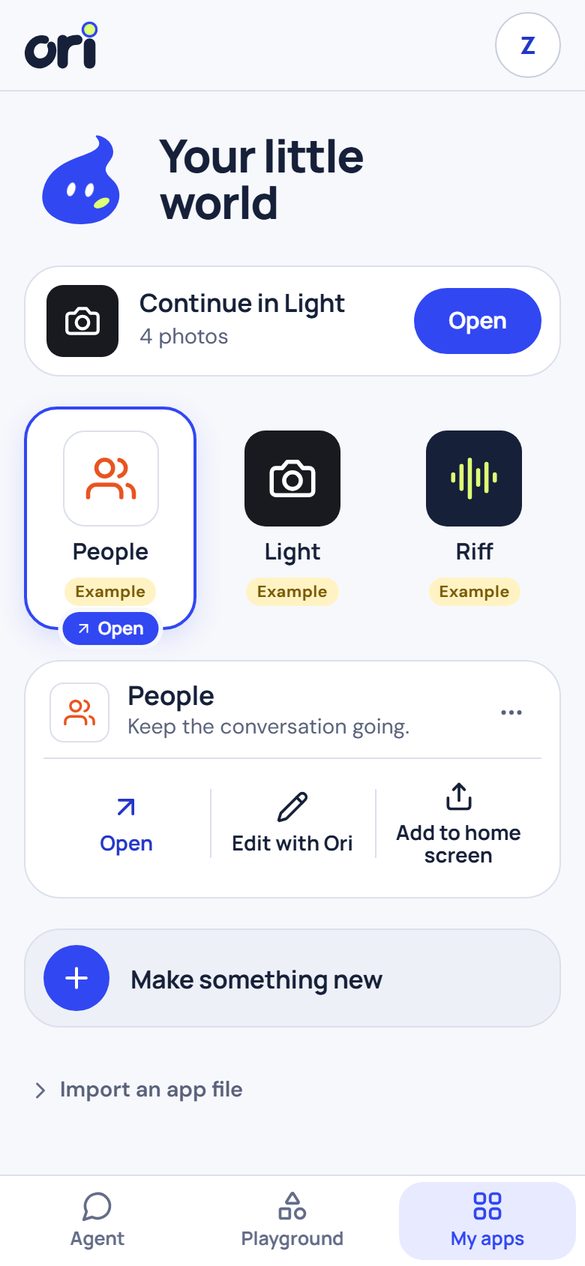 ori
Z
Your little
world
Continue in Light
4 photos
Open
People
Light
Riff
Example
Example
Example
Open
People
Keep the conversation going.
Open
Edit with Ori
Add to home
screen
Make something new
Import an app file
Agent
Playground
My apps